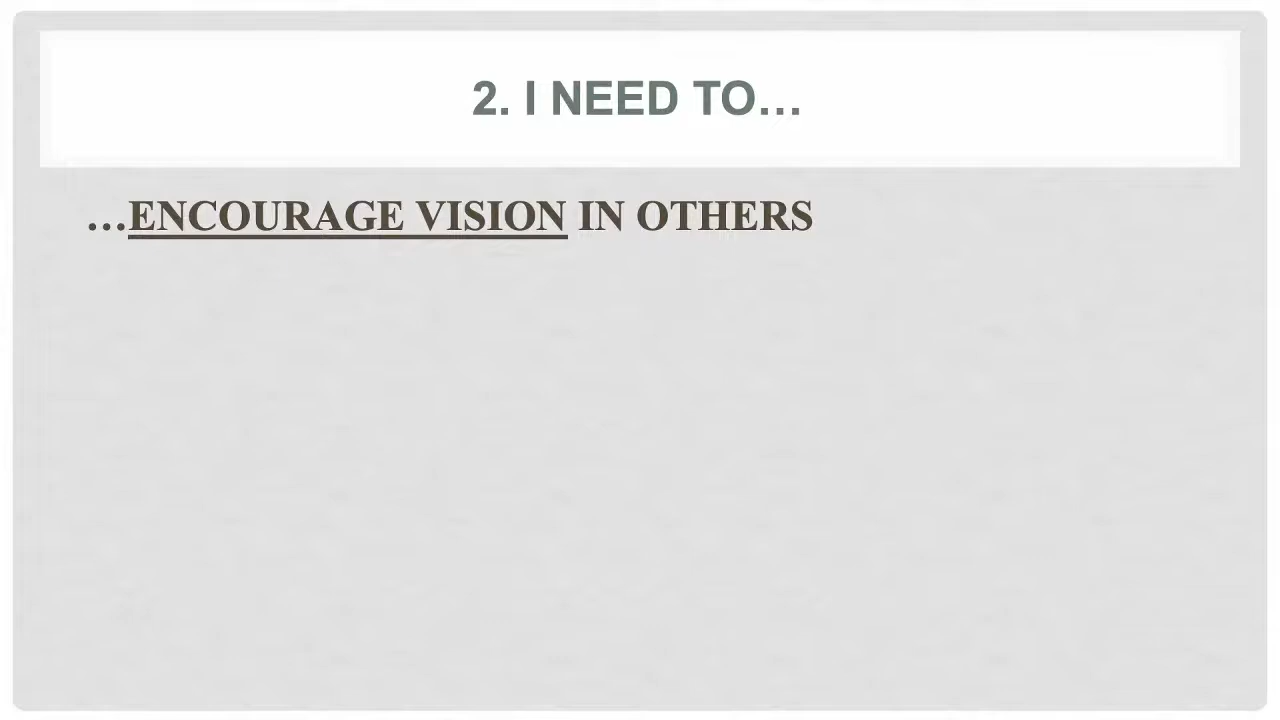 2. I NEED TO…
…ENCOURAGE VISION IN OTHERS